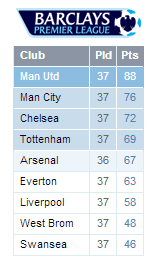 BARCLAYS
PREMIER LEAGUE
Club Pld Pts
Man Utd 37 88
Man City 37 76
Chelsea 37 72
Tottenham 37 69
Arsenal 36 67
Everton 37 63
Liverpool 37 58
West Brom 37 48
Swansea 37 46